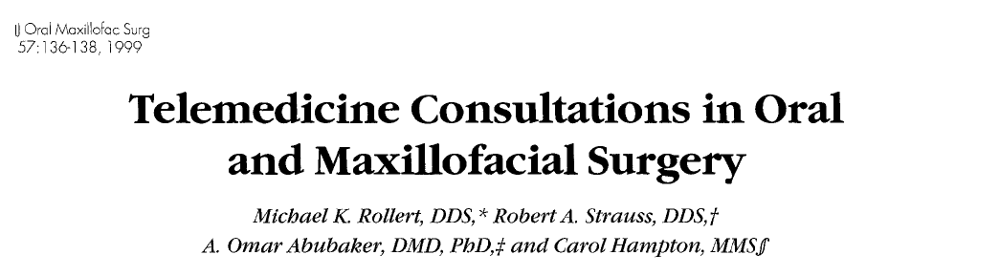 J Oral Maxillofac Surg
57:136-138, 1999
Telemedicine Consultations in Oral
and Maxillofacial Surgery
Michael K. Rollert, DDS,* Robert A. Strauss, DDS,†
A. Omar Abubaker, DMD, PhD,‡ and Carol Hampton, MMS∬